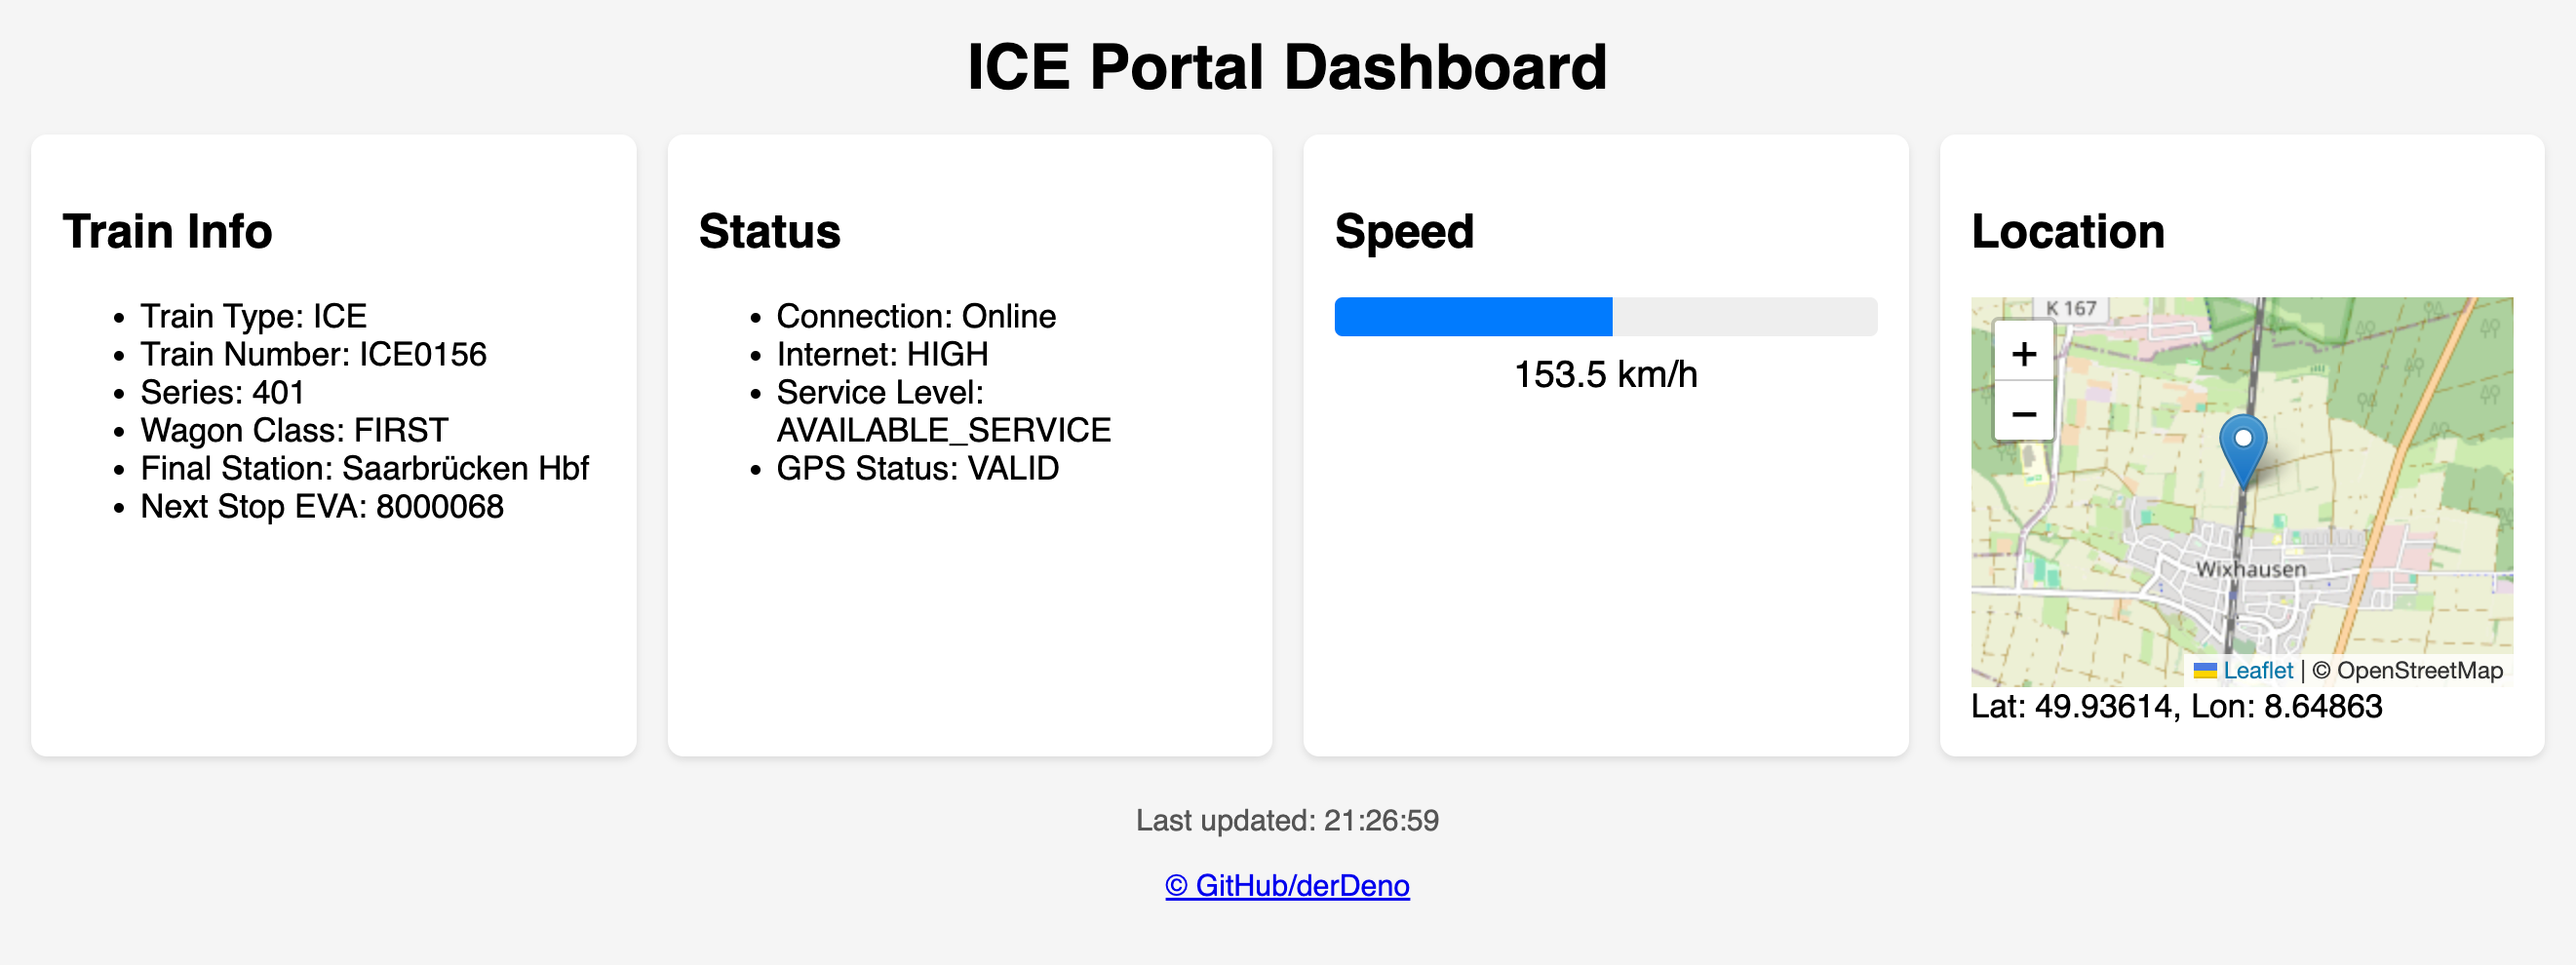 ICE Portal Dashboard
Train Info
• Train Type: ICE
• Train Number: ICE0156
• Series: 401
• Wagon Class: FIRST
• Final Station: Saarbrücken Hbf
• Next Stop EVA: 8000068
Status
• Connection: Online
• Internet: HIGH
• Service Level:
AVAILABLE_SERVICE
• GPS Status: VALID
Speed
153.5 km/h
Location
K 167
+
−
Wixhausen
Leaflet | © OpenStreetMap
Lat: 49.93614, Lon: 8.64863
Last updated: 21:26:59
© GitHub/derDeno